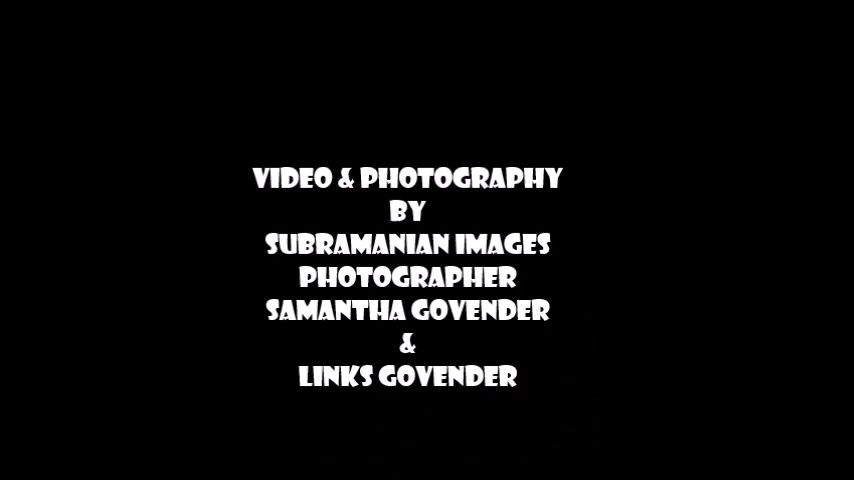 VIDEO & PHOTOGRAPHY
BY
SUBRAMANIAN IMAGES
PHOTOGRAPHER
SAMANTHA GOVENDER
&
LINKS GOVENDER